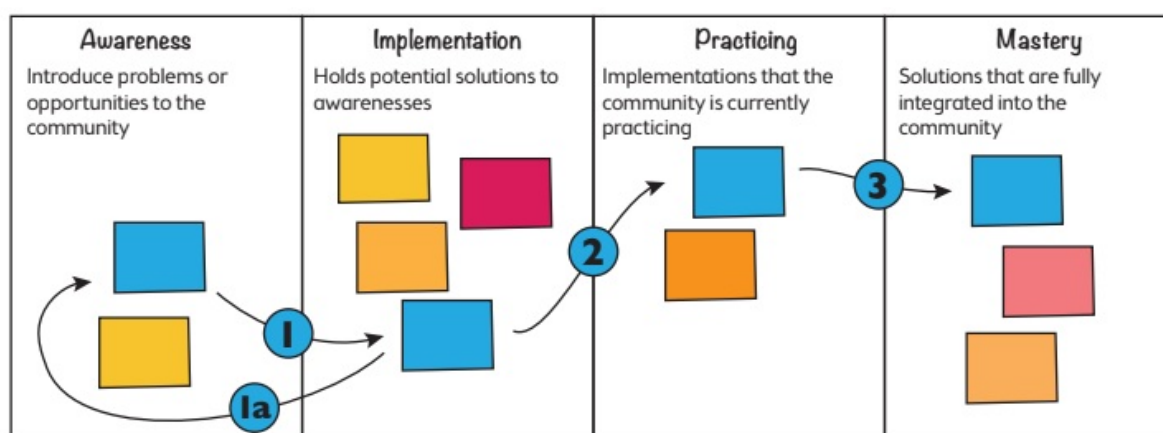 Awareness
Introduce problems or
opportunities to the
community
Implementation
Holds potential solutions to
awarenesses
Practicing
Implementations that the
community is currently
practicing
Mastery
Solutions that are fully
integrated into the
community
1
1a
2
3